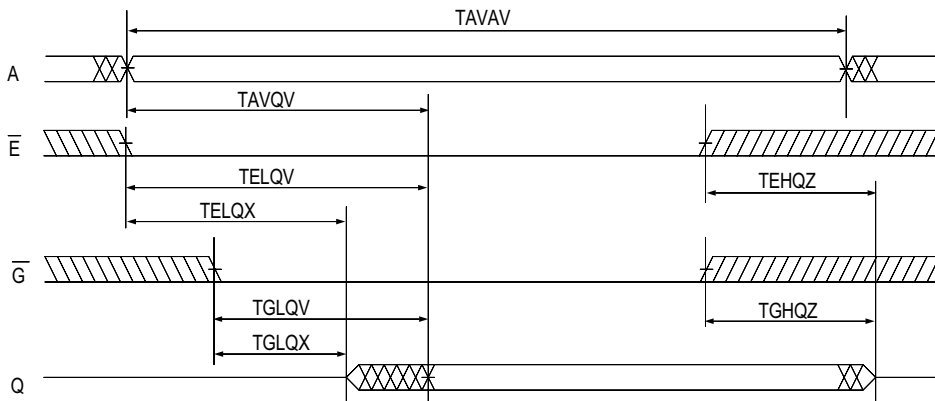 TAVAV
A
TAVQV
E̅
TELQV
TEHQZ
TELQX
G̅
TGLQV
TGHQZ
TGLQX
Q